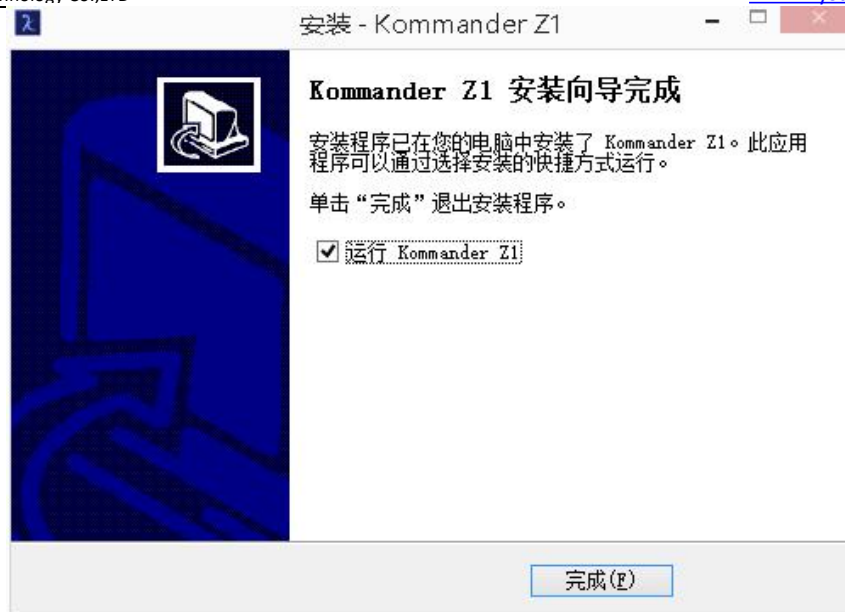 安装 - Kommander Z1
Kommander Z1 安装向导完成
安装程序已在您的电脑中安装了 Kommander Z1。此应用
程序可以通过选择安装的快捷方式运行。
单击“完成”退出安装程序。
运行 Kommander Z1
完成(F)